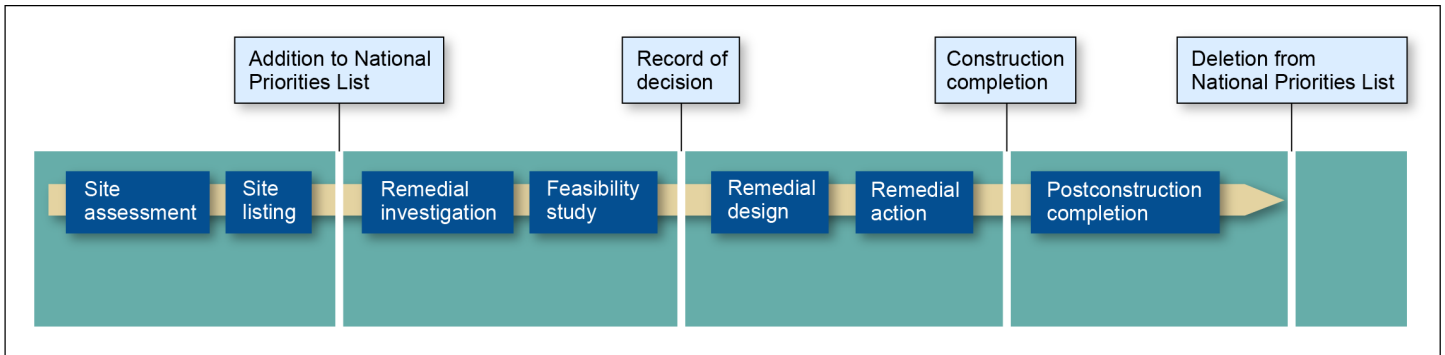 Addition to National
Priorities List
Record of
decision
Construction
completion
Deletion from
National Priorities List
Site
assessment
Site
listing
Remedial
investigation
Feasibility
study
Remedial
design
Remedial
action
Postconstruction
completion